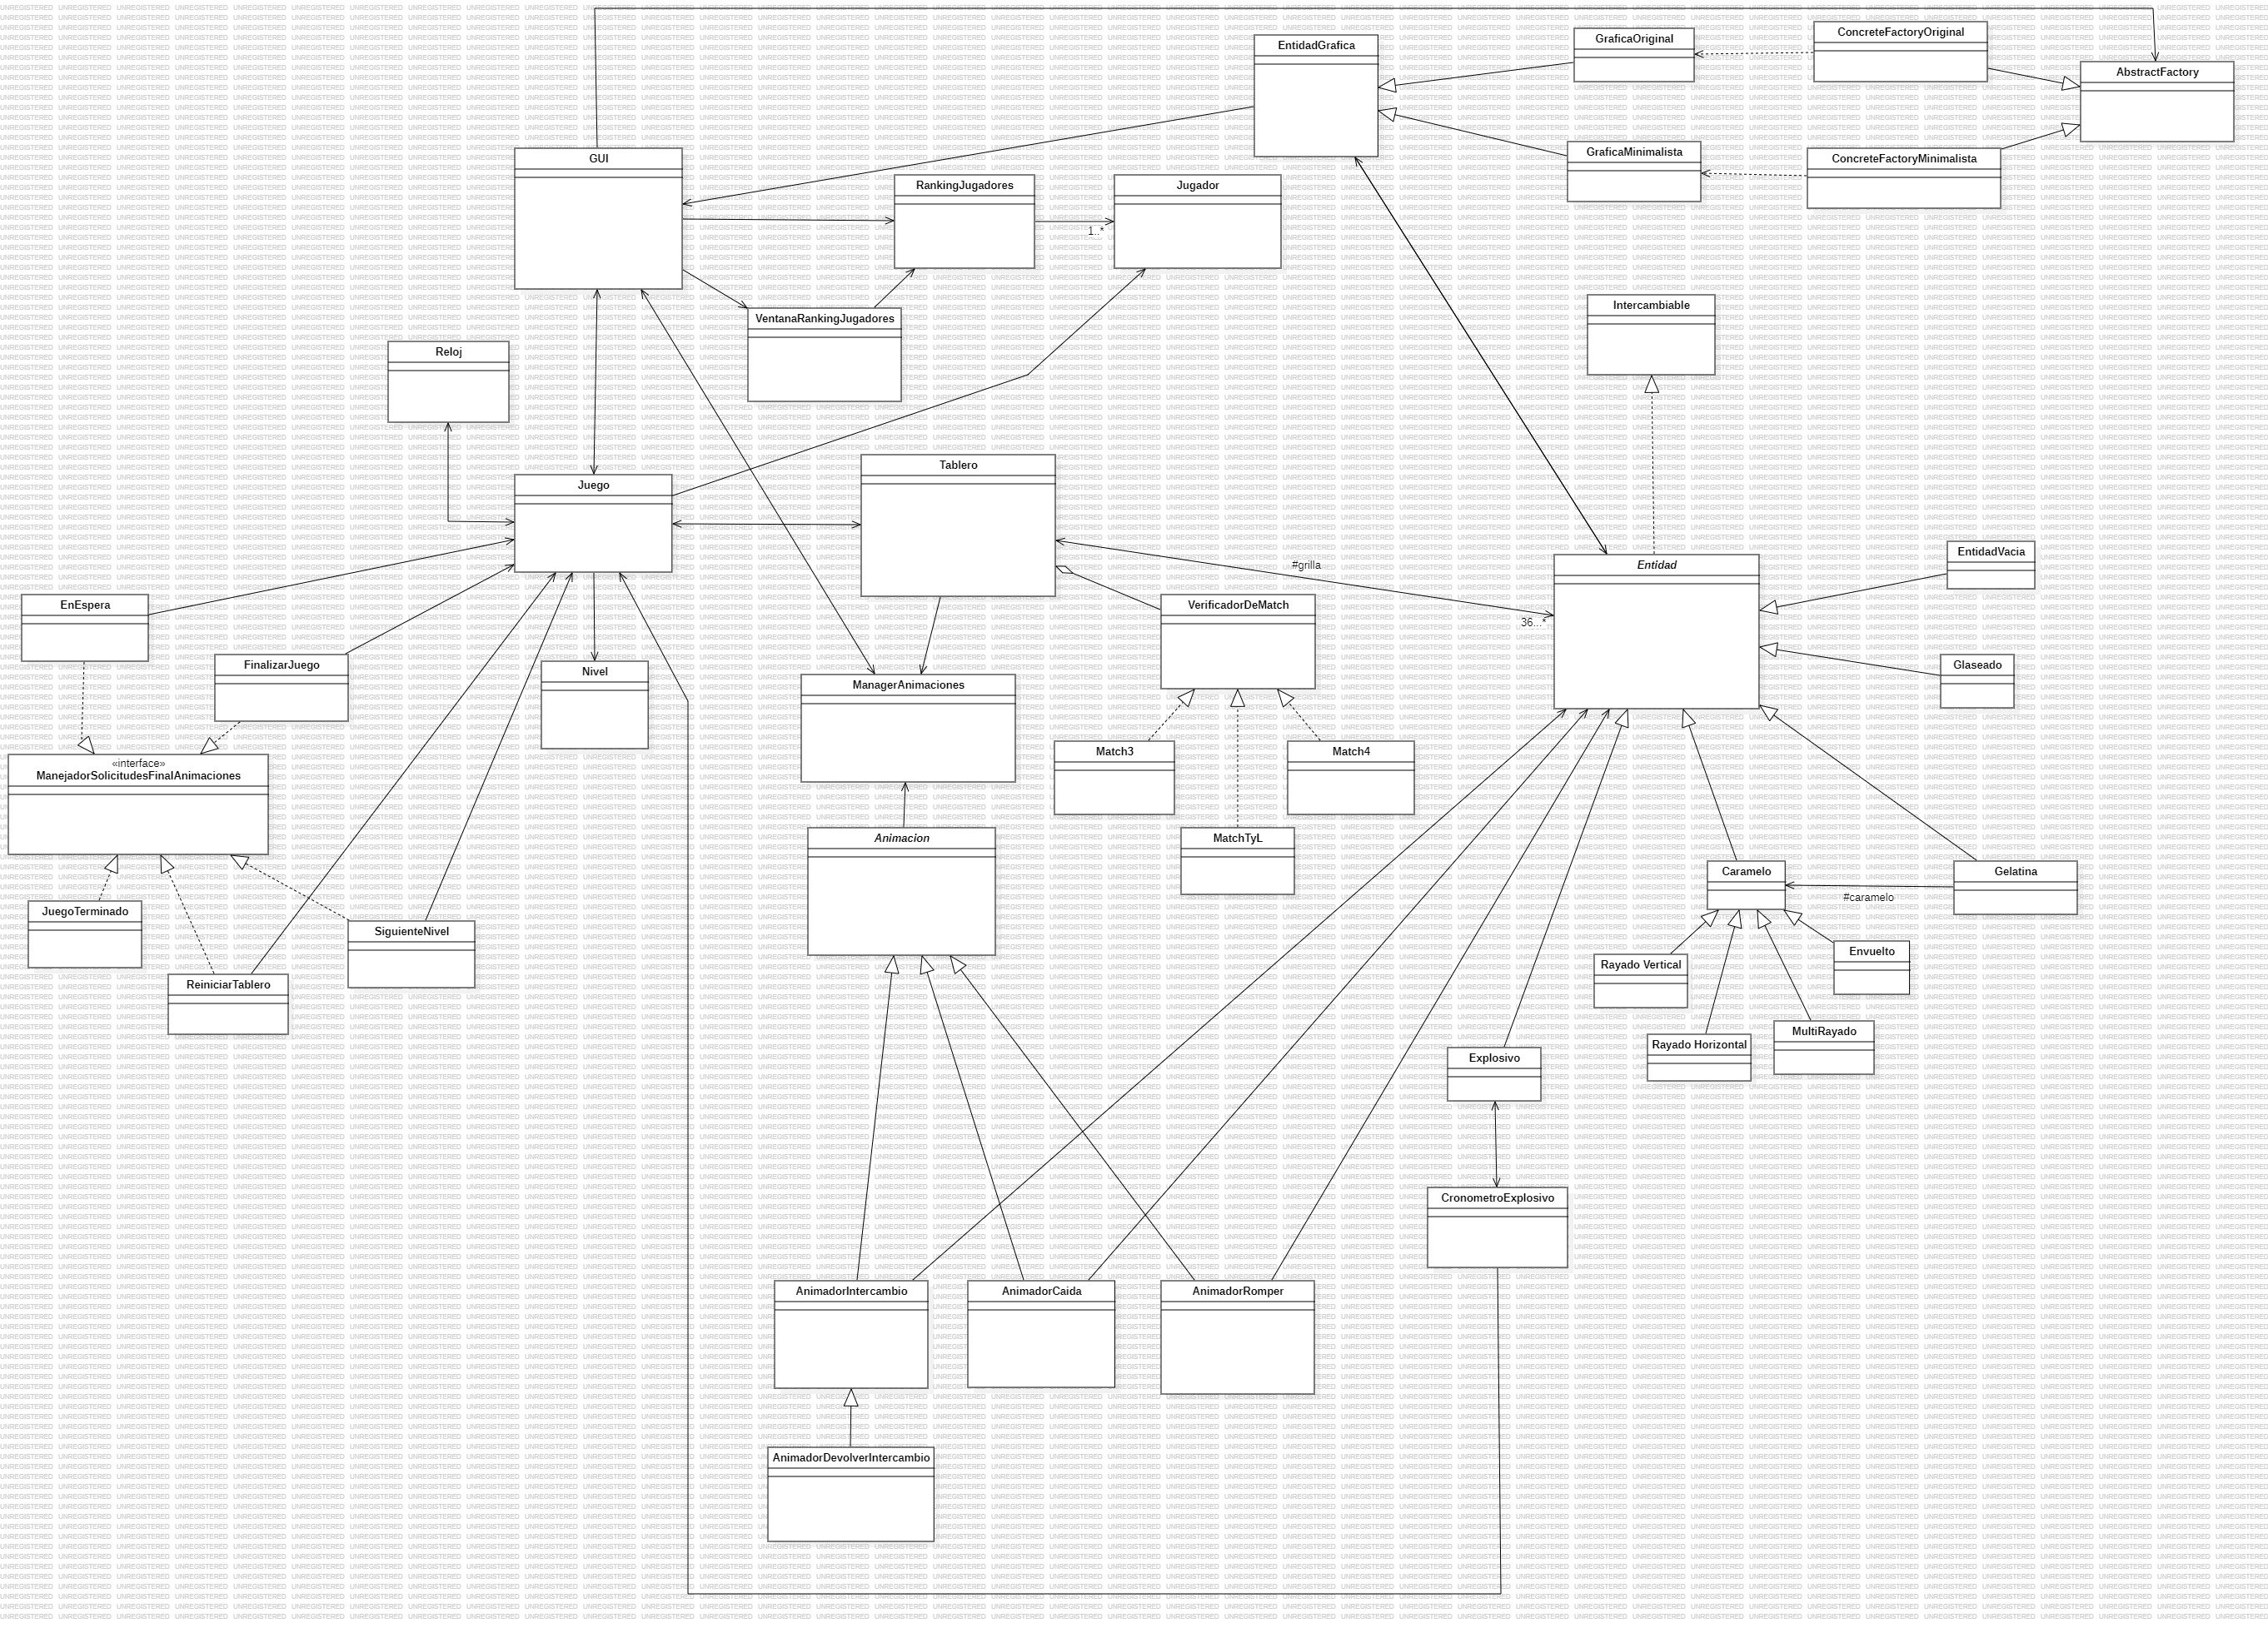 EntidadGrafica
GraficaOriginal
ConcreteFactoryOriginal
AbstractFactory
GUI
GraficaMinimalista
ConcreteFactoryMinimalista
RankingJugadores
Jugador
1..*
Intercambiable
VentanaRankingJugadores
Reloj
Tablero
Juego
EntidadVacia
#grilla
Entidad
EnEspera
VerificadorDeMatch
36...*
FinalizarJuego
Nivel
ManagerAnimaciones
Glaseado
«interface»
ManejadorSolicitudesFinalAnimaciones
Match3
Match4
Animacion
MatchTyL
Caramelo
Gelatina
#caramelo
JuegoTerminado
SiguienteNivel
Envuelto
Rayado Vertical
ReiniciarTablero
MultiRayado
Rayado Horizontal
Explosivo
CronometroExplosivo
AnimadorIntercambio
AnimadorCaida
AnimadorRomper
AnimadorDevolverIntercambio
UNREGISTERED